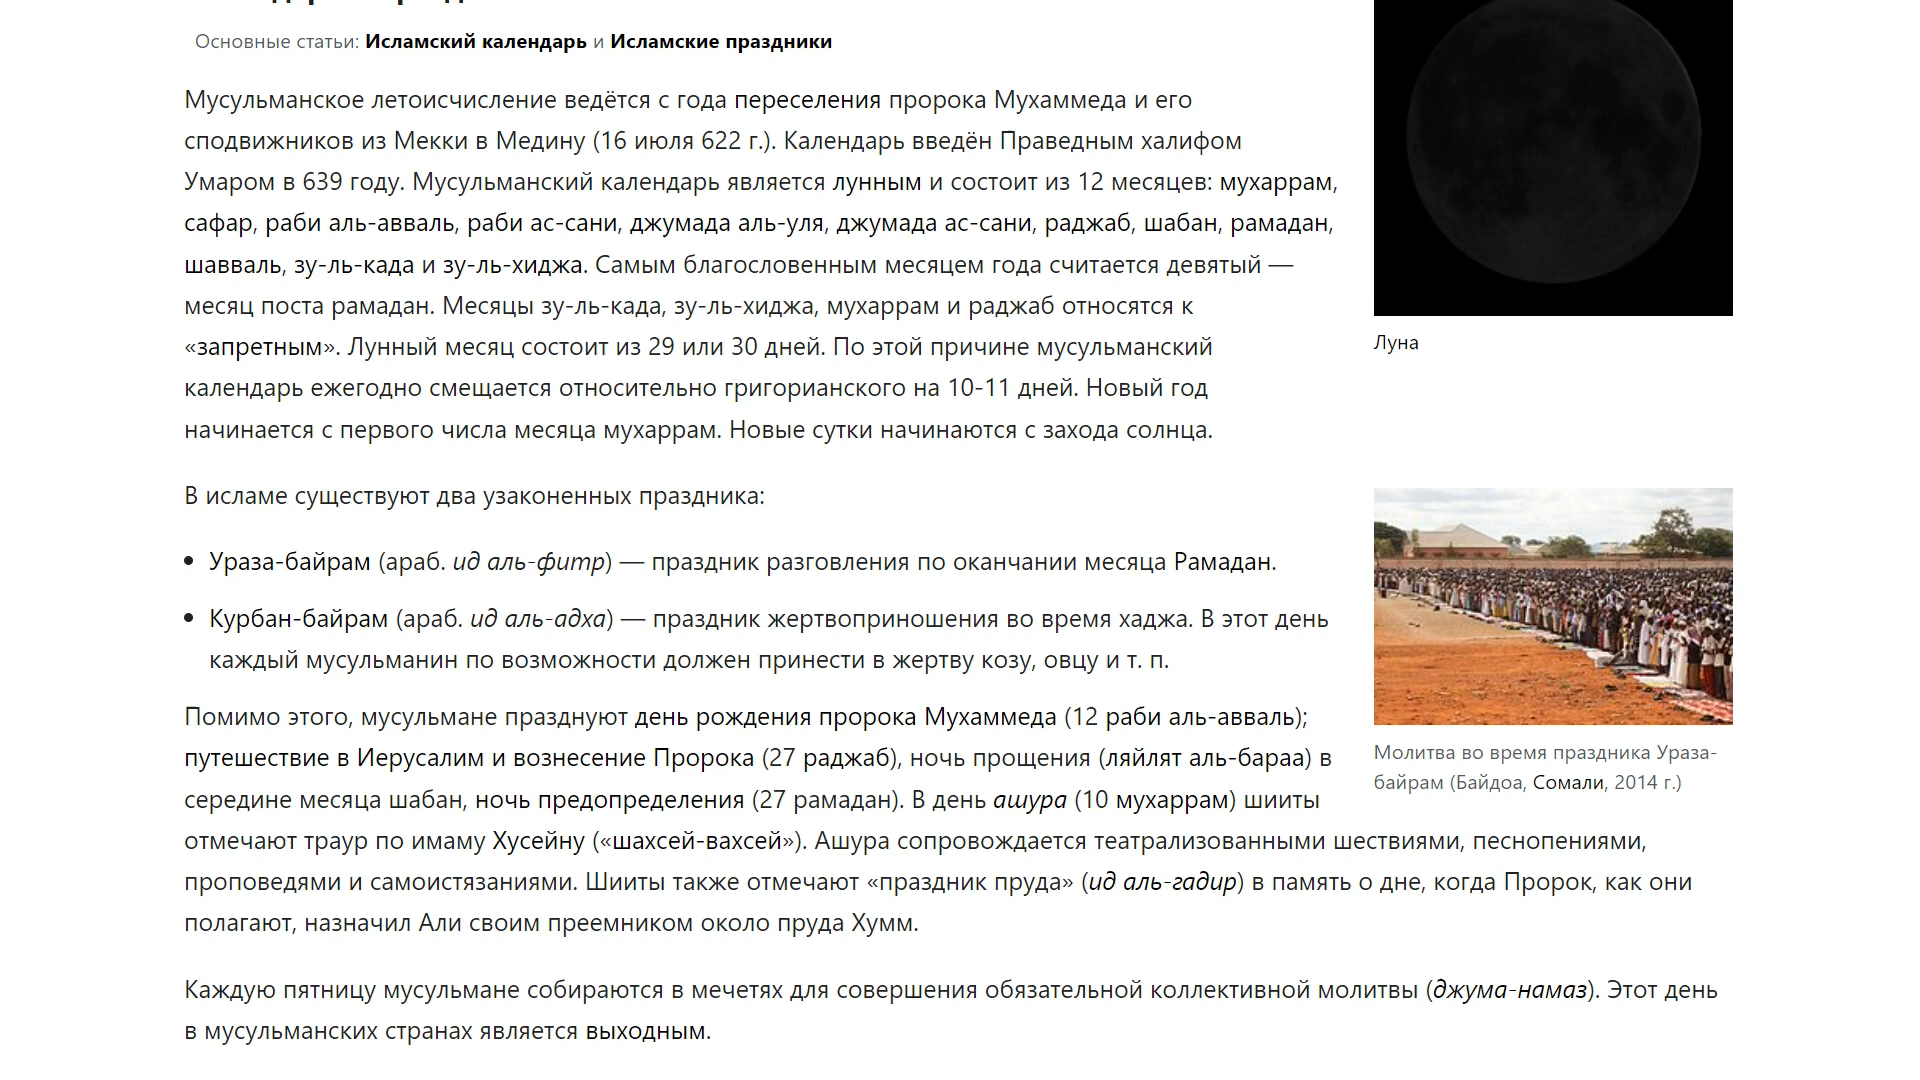 Основные статьи: Исламский календарь и Исламские праздники
Мусульманское летоисчисление ведётся с года переселения пророка Мухаммеда и его
сподвижников из Мекки в Медину (16 июля 622 г.). Календарь введён Праведным халифом
Умаром в 639 году. Мусульманский календарь является лунным и состоит из 12 месяцев: мухаррам,
сафар, раби аль-авваль, раби ас-сани, джумада аль-уля, джумада ас-сани, раджаб, шабан, рамадан,
шавваль, зу-ль-када и зу-ль-хиджа. Самым благословенным месяцем года считается девятый —
месяц поста рамадан. Месяцы зу-ль-када, зу-ль-хиджа, мухаррам и раджаб относятся к
«запретным». Лунный месяц состоит из 29 или 30 дней. По этой причине мусульманский
календарь ежегодно смещается относительно григорианского на 10-11 дней. Новый год
начинается с первого числа месяца мухаррам. Новые сутки начинаются с захода солнца.
Луна
В исламе существуют два узаконенных праздника:
Ураза-байрам (араб. ид аль-фитр) — праздник разговления по окончании месяца Рамадан.
Курбан-байрам (араб. ид аль-адха) — праздник жертвоприношения во время хаджа. В этот день
каждый мусульманин по возможности должен принести в жертву козу, овцу и т. п.
Помимо этого, мусульмане празднуют день рождения пророка Мухаммеда (12 раби аль-авваль);
путешествие в Иерусалим и вознесение Пророка (27 раджаб), ночь прощения (ляйлят аль-бараа) в
середине месяца шабан, ночь предопределения (27 рамадан). В день ашура (10 мухаррам) шииты
отмечают траур по имаму Хусейну («шахсей-вахсей»). Ашура сопровождается театрализованными шествиями, песнопениями,
проповедями и самоистязаниями. Шииты также отмечают «праздник пруда» (ид аль-гадир) в память о дне, когда Пророк, как они
полагают, назначил Али своим преемником около пруда Хумм.
Молитва во время праздника Ураза-
байрам (Байдоа, Сомали, 2014 г.)
Каждую пятницу мусульмане собираются в мечетях для совершения обязательной коллективной молитвы (джума-намаз). Этот день
в мусульманских странах является выходным.